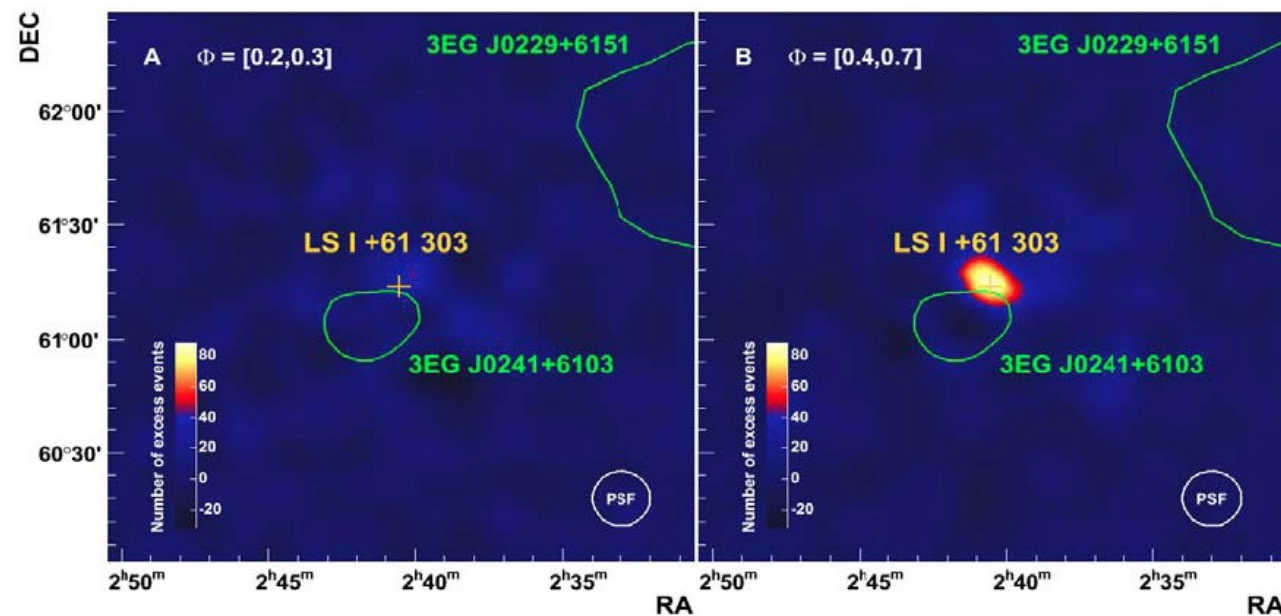 DEC
A Φ = [0.2,0.3]
3EG J0229+6151
LS I +61 303
3EG J0241+6103
Number of excess events
80
60
40
20
0
-20
PSF
B Φ = [0.4,0.7]
3EG J0229+6151
LS I +61 303
3EG J0241+6103
Number of excess events
80
60
40
20
0
-20
PSF
62°00'
61°30'
61°00'
60°30'
2h50m 2h45m 2h40m 2h35m
RA
2h50m 2h45m 2h40m 2h35m
RA